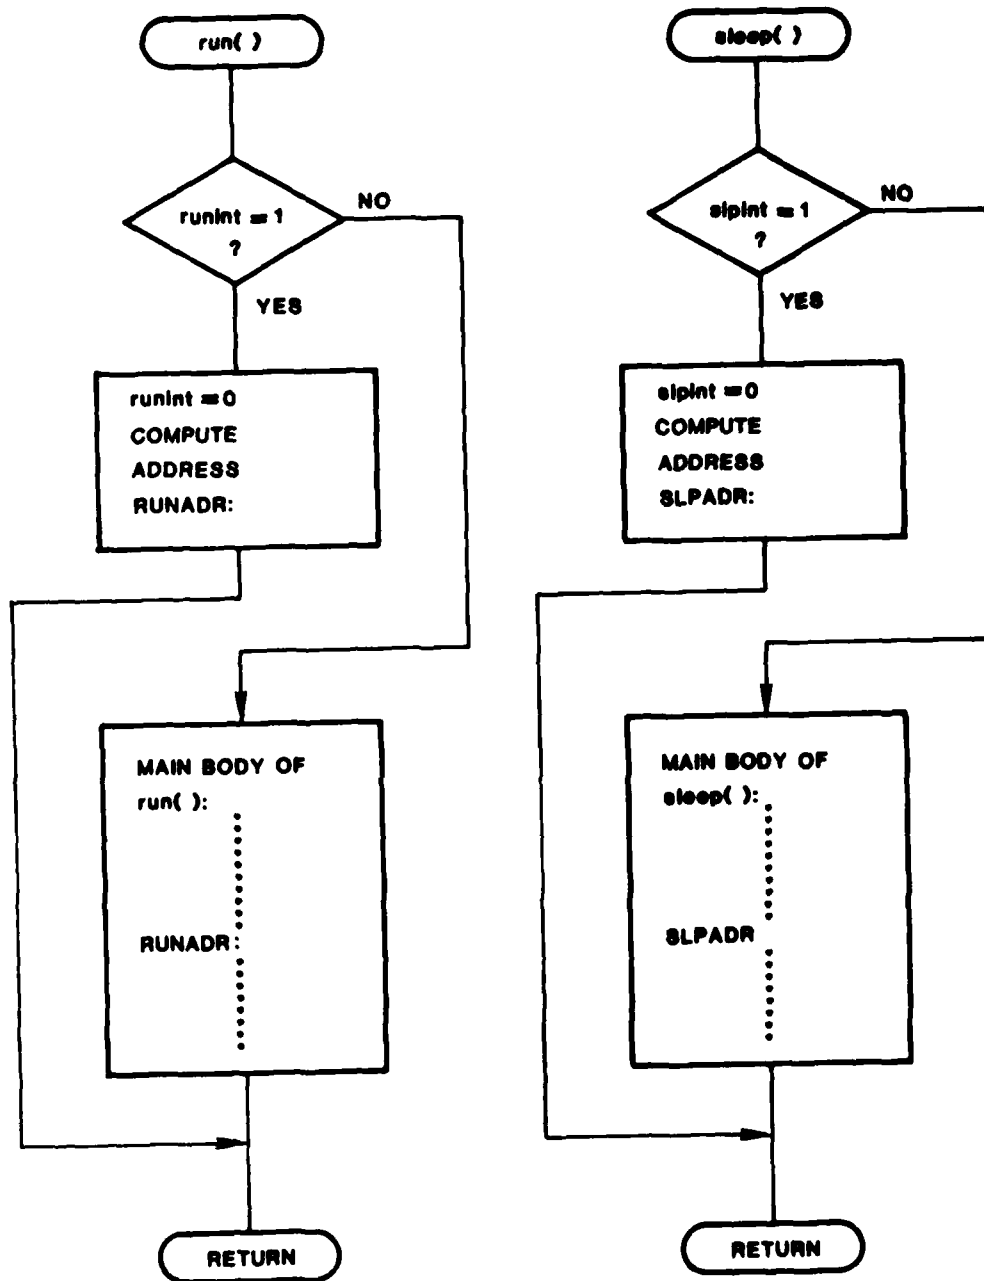 run( )
runint = 1
?
NO
YES
runint = 0
COMPUTE
ADDRESS
RUNADR:
MAIN BODY OF
run( ):
RUNADR:
RETURN
sleep( )
slpint = 1
?
NO
YES
slpint = 0
COMPUTE
ADDRESS
SLPADR:
MAIN BODY OF
sleep( ):
SLPADR
RETURN